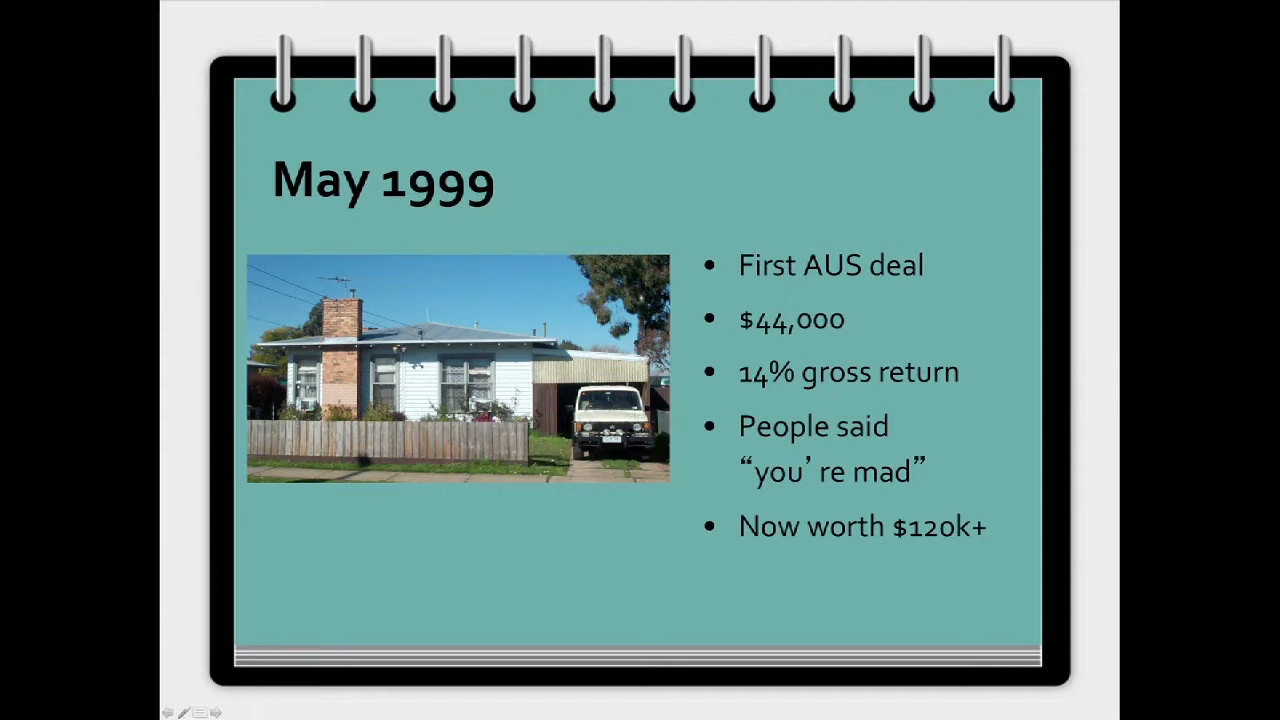 May 1999
• First AUS deal
• $44,000
• 14% gross return
• People said
“you’ re mad”
• Now worth $120k+